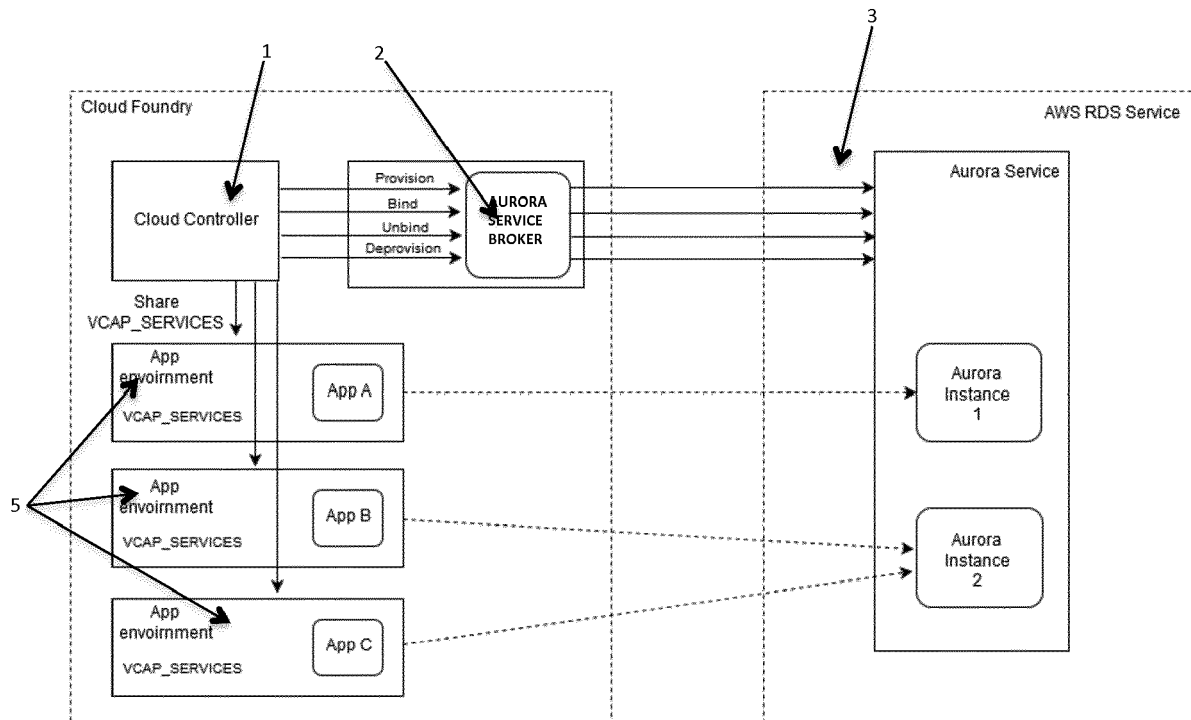 1
2
3
Cloud Foundry
AWS RDS Service
Cloud Controller
Provision
Bind
Unbind
Deprovision
AURORA
SERVICE
BROKER
Aurora Service
Share
VCAP_SERVICES
App
envoirnment
VCAP_SERVICES
App A
Aurora
Instance
1
5
App
envoirnment
VCAP_SERVICES
App B
Aurora
Instance
2
App
envoirnment
VCAP_SERVICES
App C